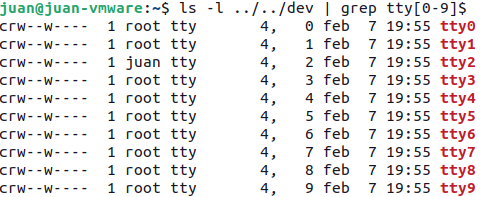 juan@juan-vmware:~$ ls -l ../../dev | grep tty[0-9]$
crw--w----  1 root tty       4,   0 feb  7 19:55 tty0
crw--w----  1 root tty       4,   1 feb  7 19:55 tty1
crw--w----  1 juan tty       4,   2 feb  7 19:55 tty2
crw--w----  1 root tty       4,   3 feb  7 19:55 tty3
crw--w----  1 root tty       4,   4 feb  7 19:55 tty4
crw--w----  1 root tty       4,   5 feb  7 19:55 tty5
crw--w----  1 root tty       4,   6 feb  7 19:55 tty6
crw--w----  1 root tty       4,   7 feb  7 19:55 tty7
crw--w----  1 root tty       4,   8 feb  7 19:55 tty8
crw--w----  1 root tty       4,   9 feb  7 19:55 tty9